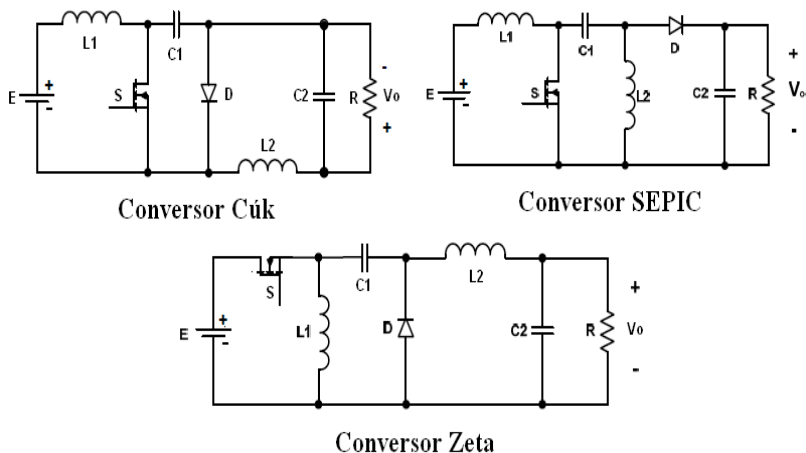 L1
C1
E
+
-
S
D
C2
R
-
Vo
+
L2
Conversor Cúk
L1
C1
D
E
+
-
S
L2
C2
R
+
Vo
-
Conversor SEPIC
S
C1
L2
E
+
-
L1
D
C2
R
+
Vo
-
Conversor Zeta